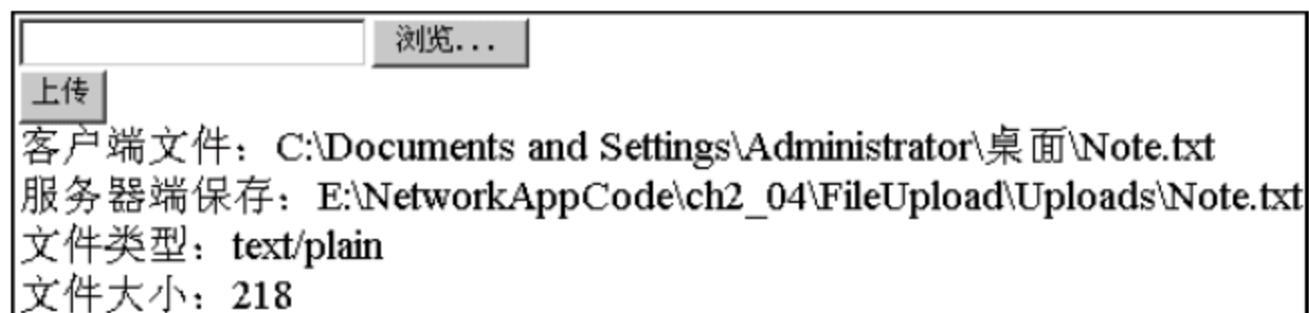 浏览...
上传
客户端文件：C:\Documents and Settings\Administrator\桌面\Note.txt
服务器端保存：E:\NetworkAppCode\ch2_04\FileUpload\Uploads\Note.txt
文件类型：text/plain
文件大小：218